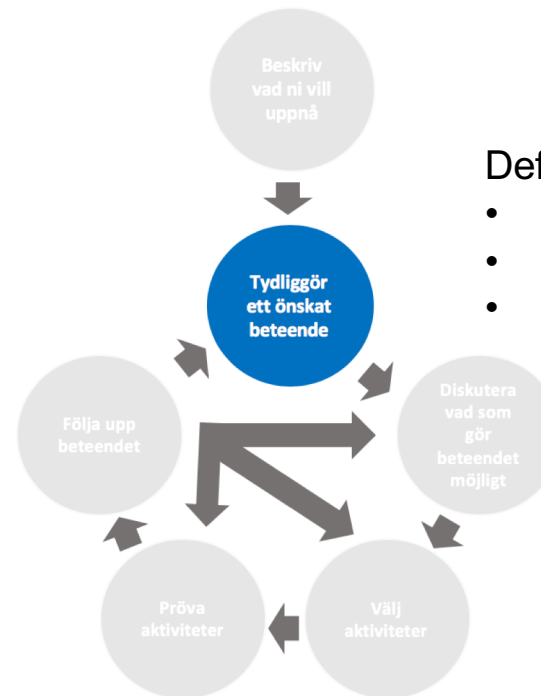 Beskriv
vad ni vill
uppnå
Def
•
•
•
Tydliggör
ett önskat
beteende
Diskutera
vad som
gör
beteendet
möjligt
Följa upp
beteendet
Pröva
aktiviteter
Välj
aktiviteter